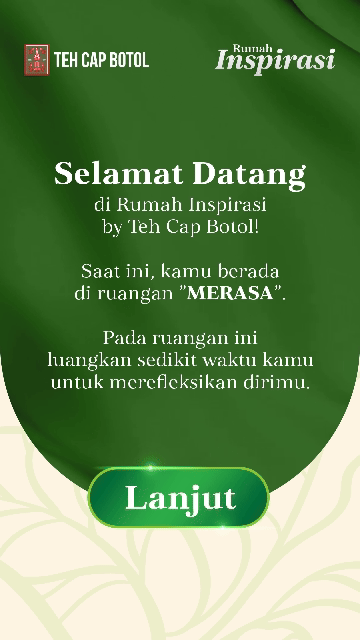 TEH CAP BOTOL
Rumah
Inspirasi
Selamat Datang
di Rumah Inspirasi
by Teh Cap Botol!
Saat ini, kamu berada
di ruangan "MERASA".
Pada ruangan ini
luangkan sedikit waktu kamu
untuk merefleksikan dirimu.
Lanjut